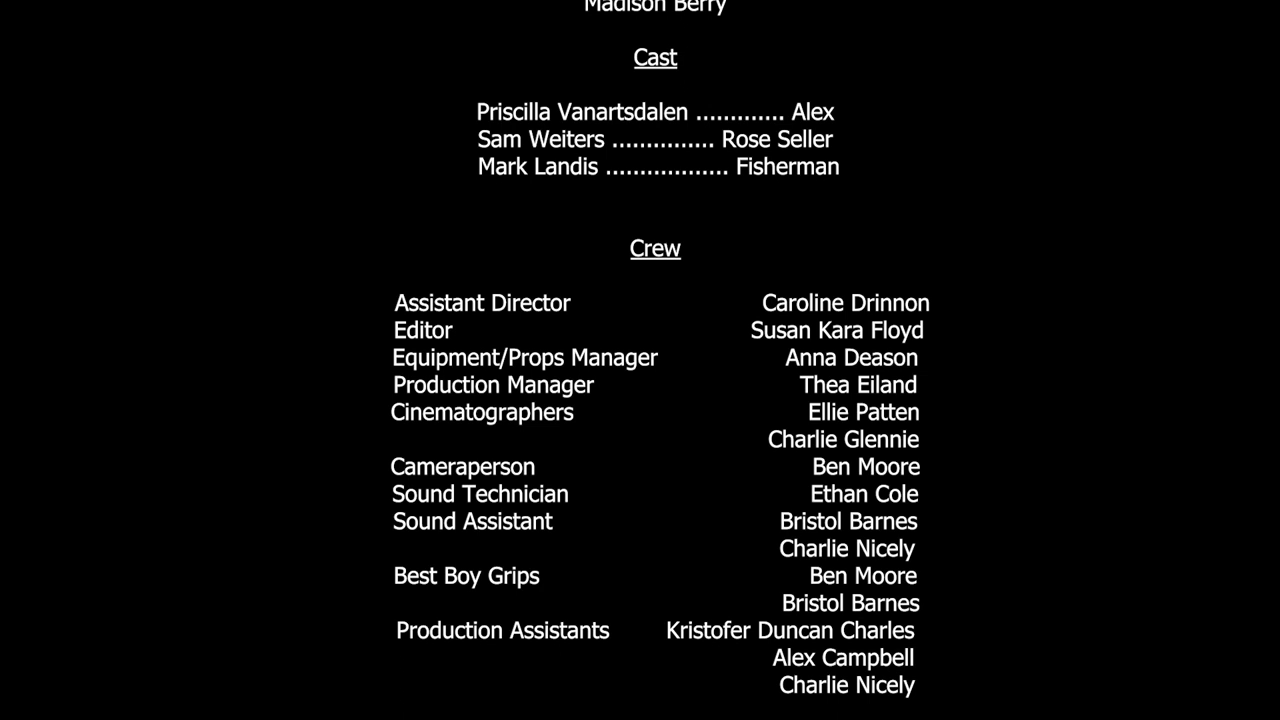 Madison Berry
Cast
Priscilla Vanartsdalen ............. Alex
Sam Weiters ............... Rose Seller
Mark Landis .................. Fisherman
Crew
Assistant Director Caroline Drinnon
Editor Susan Kara Floyd
Equipment/Props Manager Anna Deason
Production Manager Thea Eiland
Cinematographers Ellie Patten
Charlie Glennie
Cameraperson Ben Moore
Sound Technician Ethan Cole
Sound Assistant Bristol Barnes
Charlie Nicely
Best Boy Grips Ben Moore
Bristol Barnes
Production Assistants Kristofer Duncan Charles
Alex Campbell
Charlie Nicely